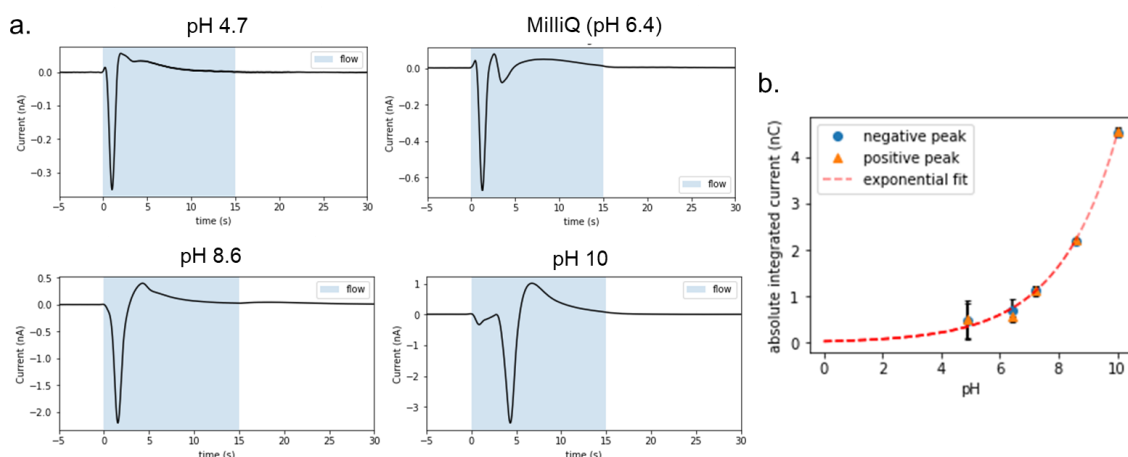 a.
pH 4.7
0.0
−0.1
−0.2
−0.3
Current (nA)
flow
−5 0 5 10 15 20 25 30
time (s)
MilliQ (pH 6.4)
0.0
−0.2
−0.4
−0.6
Current (nA)
flow
−5 0 5 10 15 20 25 30
time (s)
pH 8.6
0.5
0.0
−0.5
−1.0
−1.5
−2.0
Current (nA)
flow
−5 0 5 10 15 20 25 30
time (s)
pH 10
1
0
−1
−2
−3
Current (nA)
flow
−5 0 5 10 15 20 25 30
time (s)
b.
negative peak
positive peak
exponential fit
4
3
2
1
0
absolute integrated current (nC)
0 2 4 6 8 10
pH